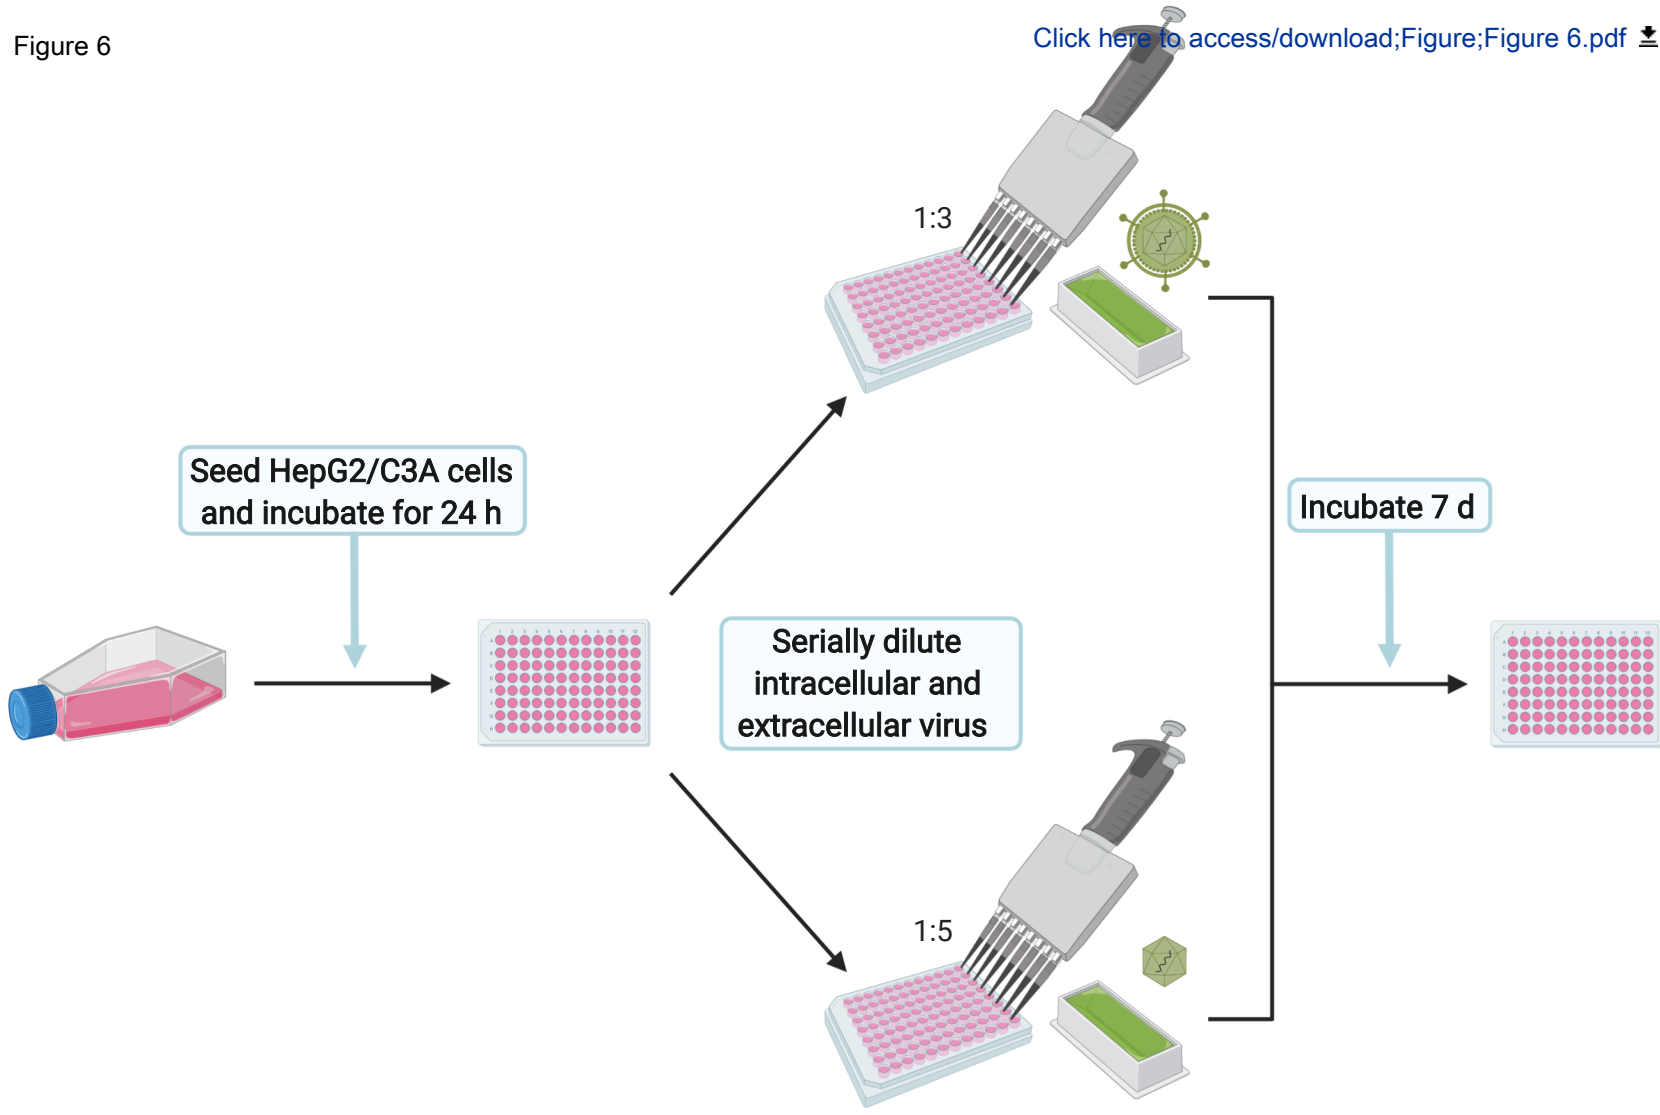 Figure 6
Click here to access/download;Figure;Figure 6.pdf
1:3
Seed HepG2/C3A cells
and incubate for 24 h
Incubate 7 d
Serially dilute
intracellular and
extracellular virus
1:5